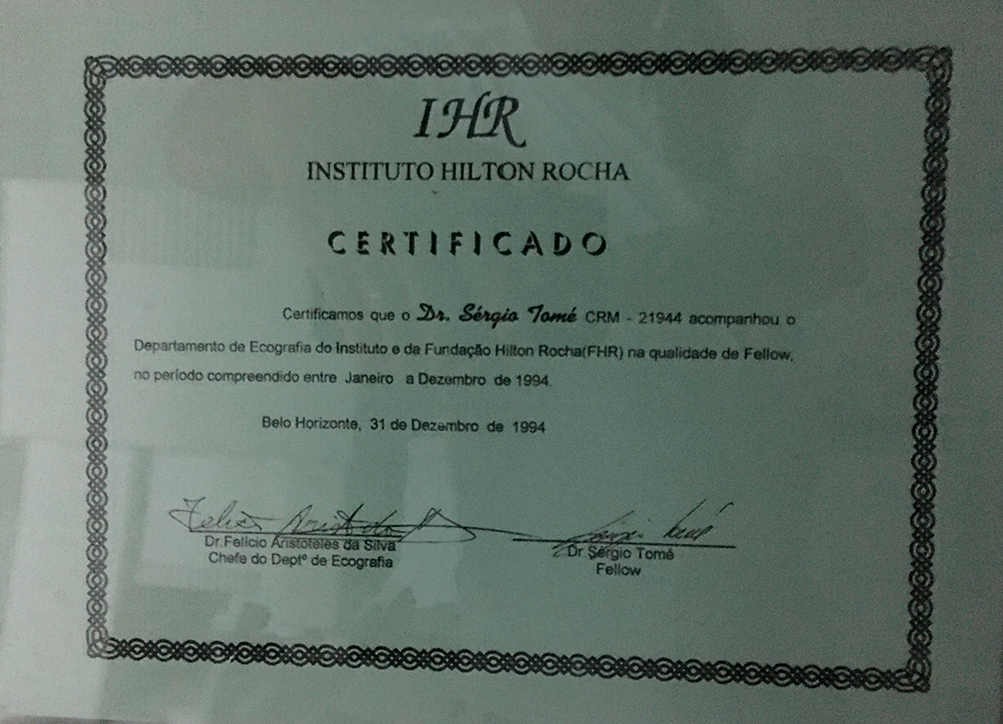 IHR
INSTITUTO HILTON ROCHA
CERTIFICADO
Certificamos que o Dr. Sérgio Tomé CRM - 21944 acompanhou o
Departamento de Ecografia do Instituto e da Fundação Hilton Rocha(FHR) na qualidade de Fellow,
no período compreendido entre Janeiro a Dezembro de 1994.
Belo Horizonte, 31 de Dezembro de 1994
Dr.Felício Aristóteles da Silva
Chefe do Deptº de Ecografia
Dr Sérgio Tomé
Fellow